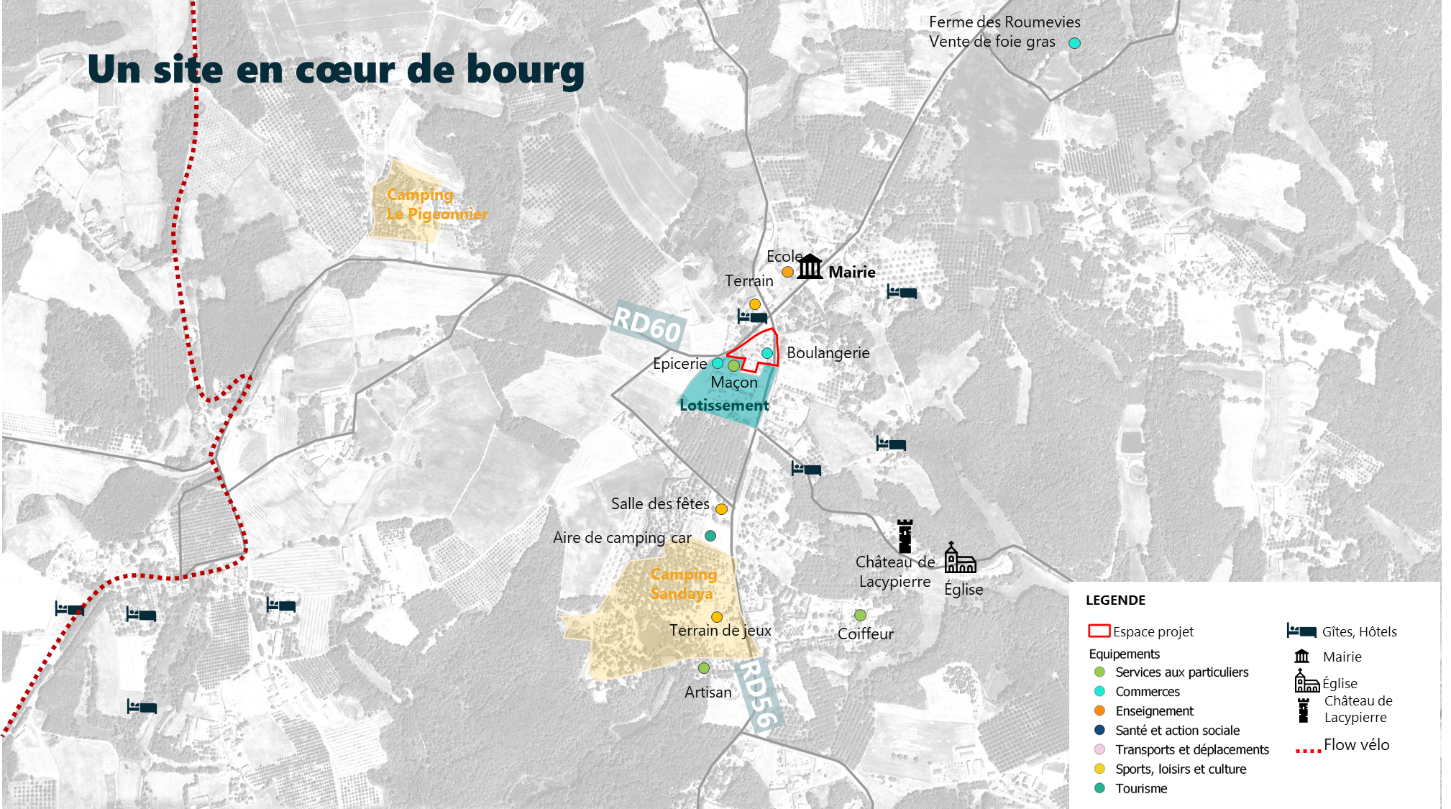 Ferme des Roumevies
Vente de foie gras
Un site en cœur de bourg
Camping
Le Pigeonnier
Ecole
Mairie
Terrain
RD60
Boulangerie
Epicerie
Maçon
Lotissement
Salle des fêtes
Aire de camping car
Château de
Lacypierre
Église
Camping
Sandaya
Terrain de jeux
Coiffeur
Artisan
RD56
LEGENDE
Espace projet
Equipements
Services aux particuliers
Commerces
Enseignement
Santé et action sociale
Transports et déplacements
Sports, loisirs et culture
Tourisme
Gîtes, Hôtels
Mairie
Église
Château de
Lacypierre
Flow vélo